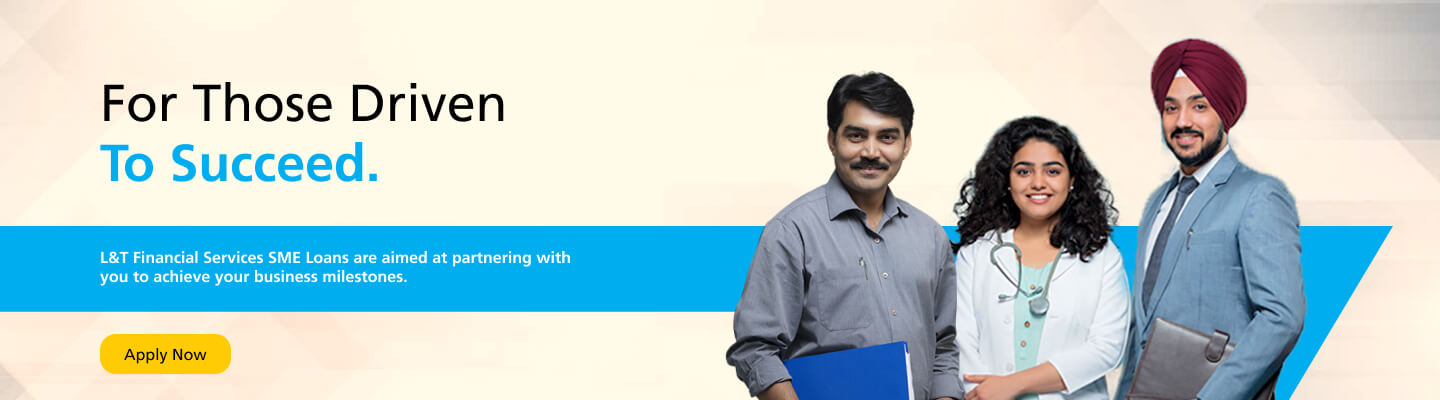 For Those Driven
To Succeed.
L&T Financial Services SME Loans are aimed at partnering with
you to achieve your business milestones.
Apply Now